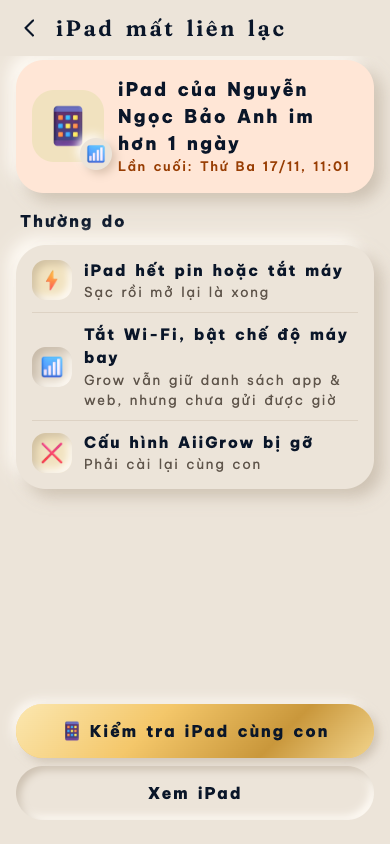 iPad mất liên lạc
iPad của Nguyễn
Ngọc Bảo Anh im
hơn 1 ngày
Lần cuối: Thứ Ba 17/11, 11:01
Thường do
iPad hết pin hoặc tắt máy
Sạc rồi mở lại là xong
Tắt Wi-Fi, bật chế độ máy
bay
Grow vẫn giữ danh sách app &
web, nhưng chưa gửi được giờ
Cấu hình AiiGrow bị gỡ
Phải cài lại cùng con
Kiểm tra iPad cùng con
Xem iPad